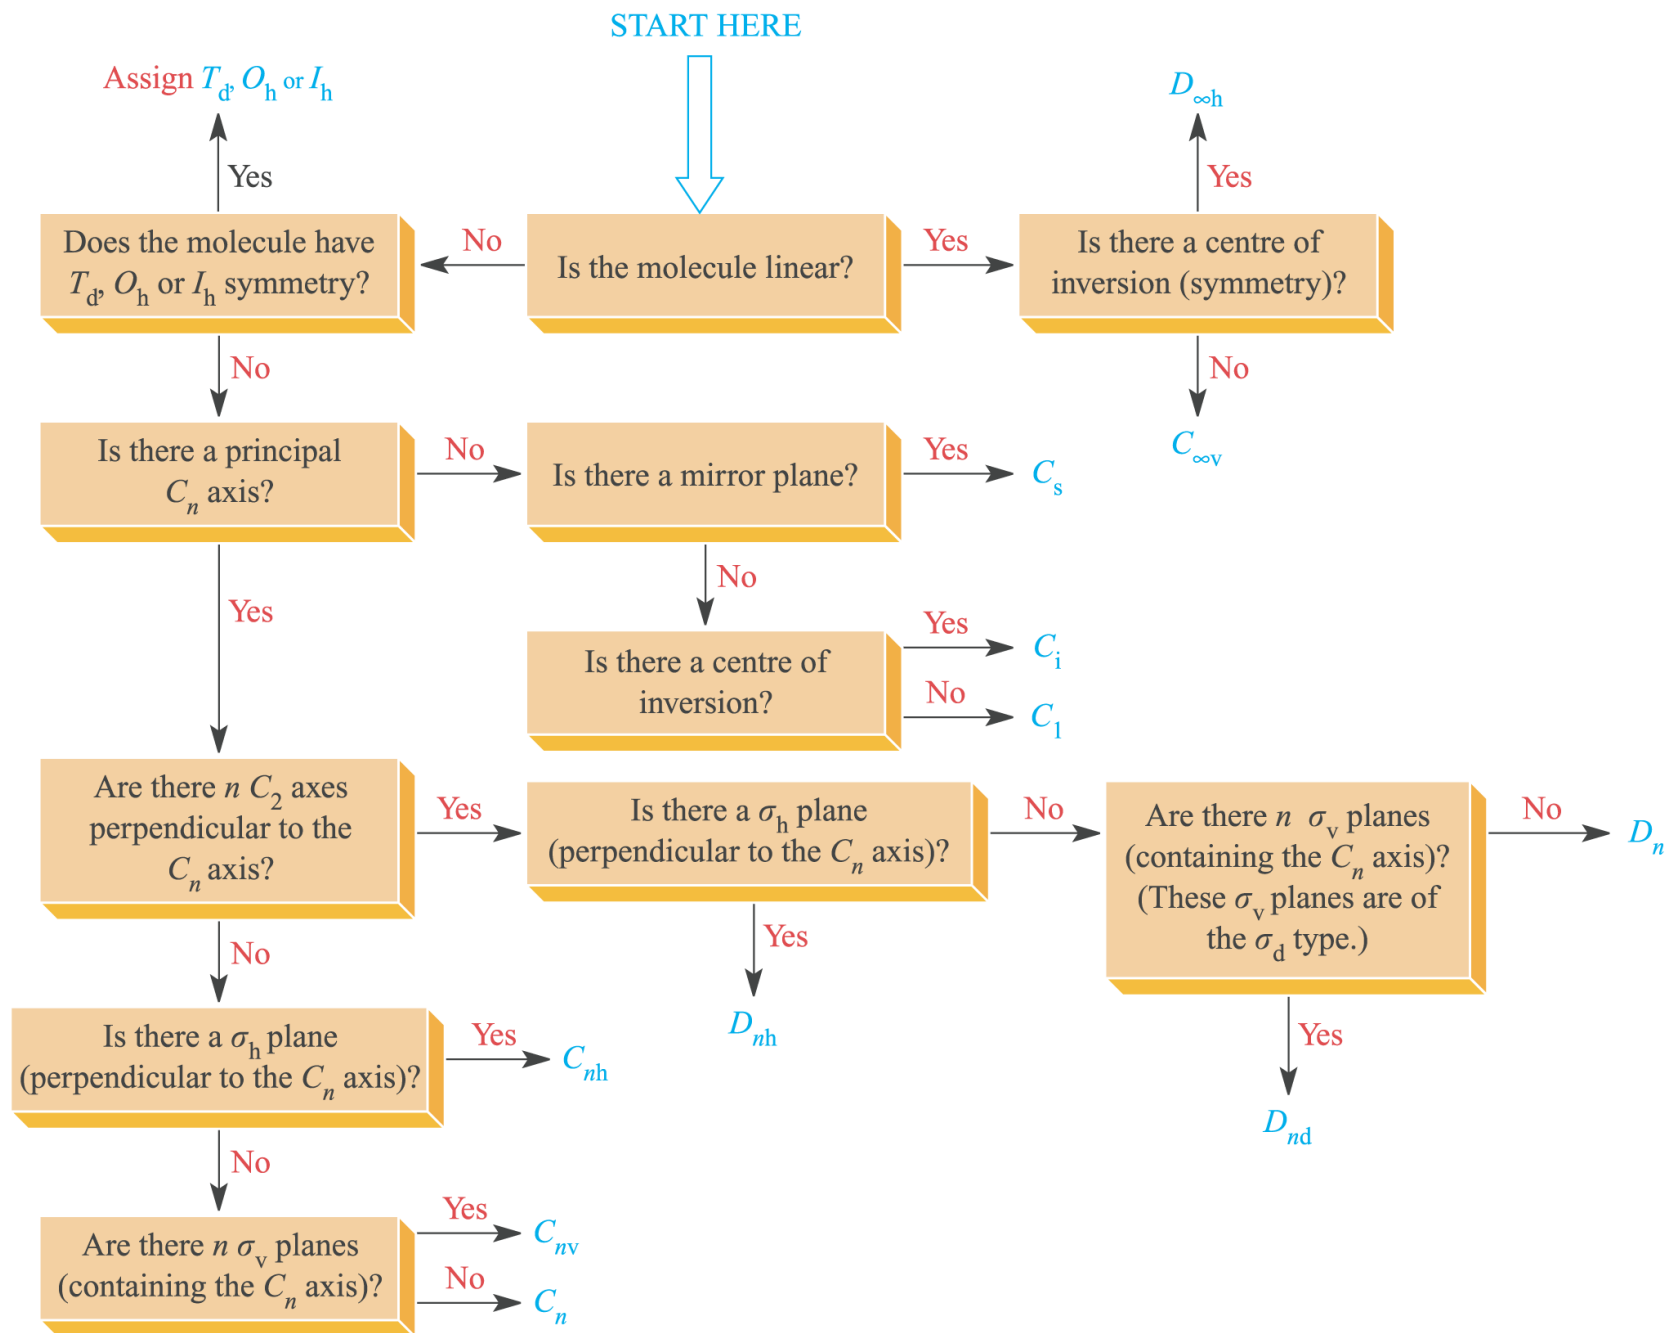 START HERE
Assign Td, Oh or Ih
D∞h
Yes
Yes
Does the molecule have
Td, Oh or Ih symmetry?
No
Is the molecule linear?
Yes
Is there a centre of
inversion (symmetry)?
No
No
C∞v
Is there a principal
Cn axis?
No
Is there a mirror plane?
Yes
Cs
No
Yes
Is there a centre of
inversion?
Yes
Ci
No
C1
Are there n C2 axes
perpendicular to the
Cn axis?
Yes
Is there a σh plane
(perpendicular to the Cn axis)?
No
Are there n σv planes
(containing the Cn axis)?
(These σv planes are of
the σd type.)
No
Dn
No
Yes
Dnh
Yes
Dnd
Is there a σh plane
(perpendicular to the Cn axis)?
Yes
Cnh
No
Are there n σv planes
(containing the Cn axis)?
Yes
Cnv
No
Cn